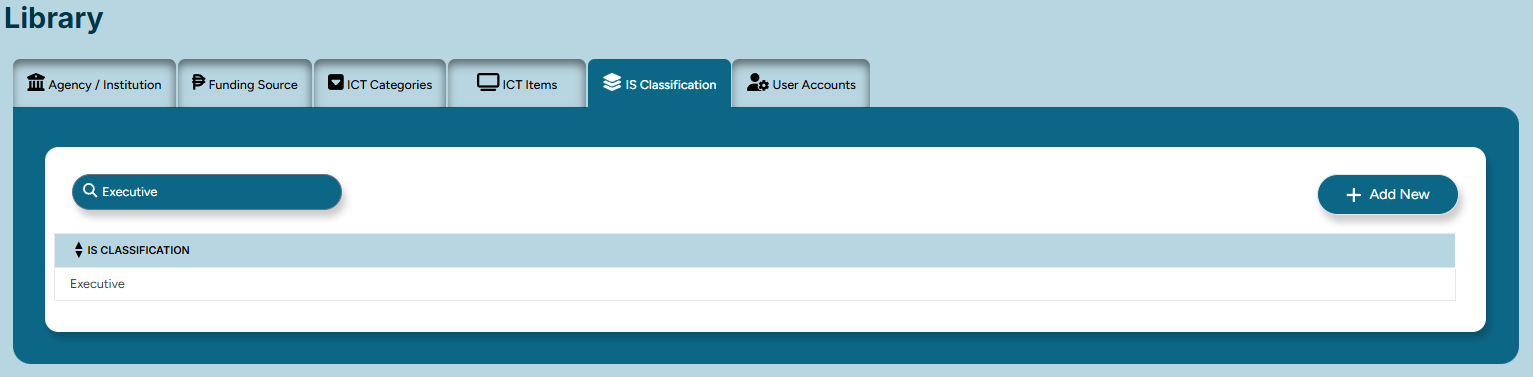 Library
Agency / Institution
Funding Source
ICT Categories
ICT Items
IS Classification
User Accounts
Executive
Add New
IS CLASSIFICATION
Executive